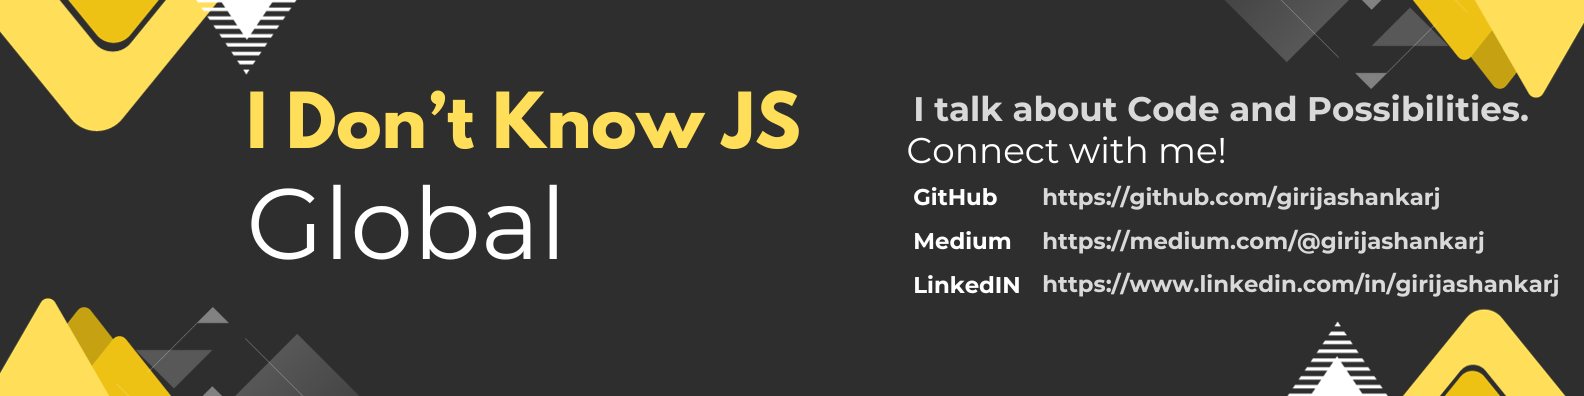 I Don’t Know JS
Global
I talk about Code and Possibilities.
Connect with me!
GitHub https://github.com/girijashankarj
Medium https://medium.com/@girijashankarj
LinkedIN https://www.linkedin.com/in/girijashankarj